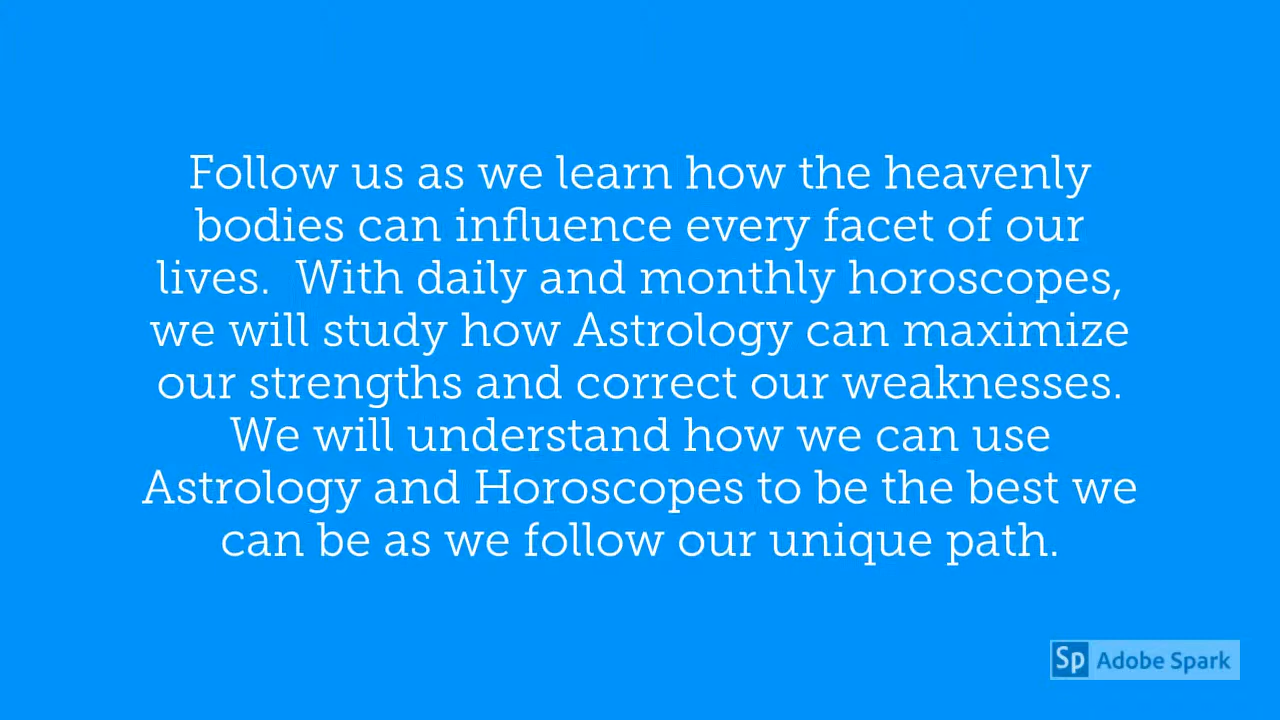 Follow us as we learn how the heavenly
bodies can influence every facet of our
lives.  With daily and monthly horoscopes,
we will study how Astrology can maximize
our strengths and correct our weaknesses.
We will understand how we can use
Astrology and Horoscopes to be the best we
can be as we follow our unique path.
Sp Adobe Spark